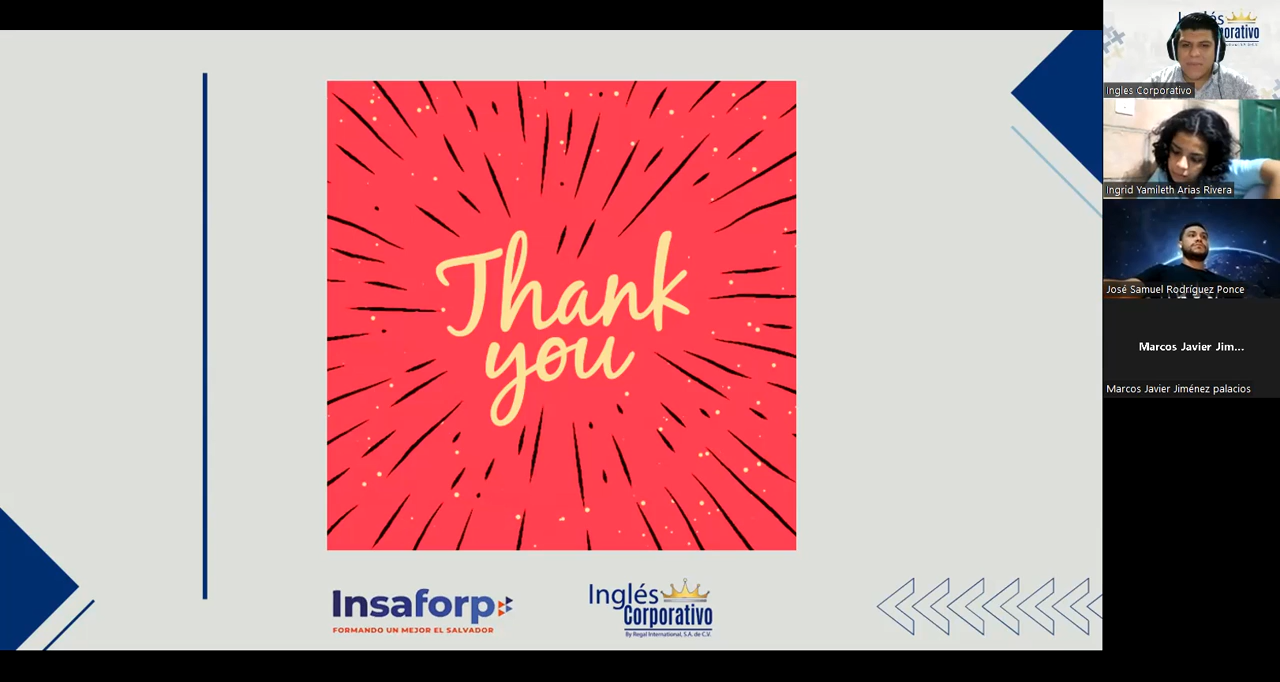 Thank
you
Insaforp
FORMANDO UN MEJOR EL SALVADOR
Inglés
Corporativo
By Regal International, S.A. de C.V.
Ingles Corporativo
Ingrid Yamileth Arias Rivera
José Samuel Rodríguez Ponce
Marcos Javier Jim...
Marcos Javier Jiménez palacios